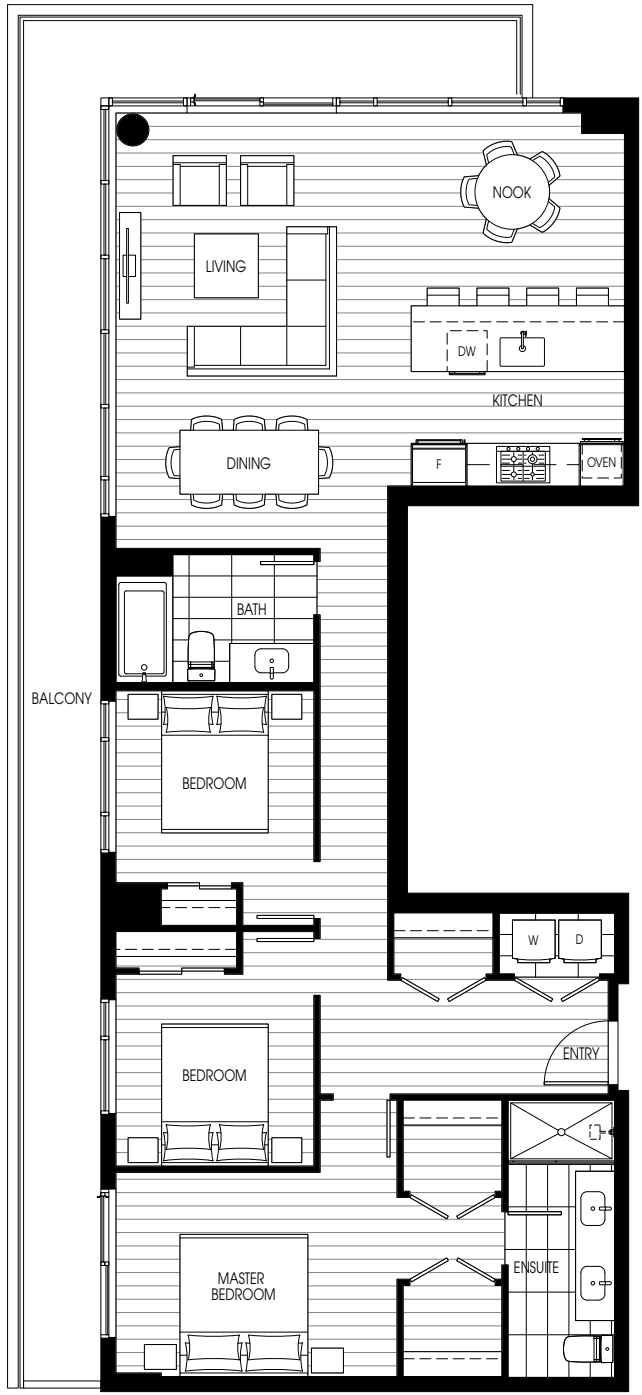 NOOK
LIVING
DW
KITCHEN
DINING
F
OVEN
BATH
BALCONY
BEDROOM
W
D
ENTRY
BEDROOM
ENSUITE
MASTER
BEDROOM